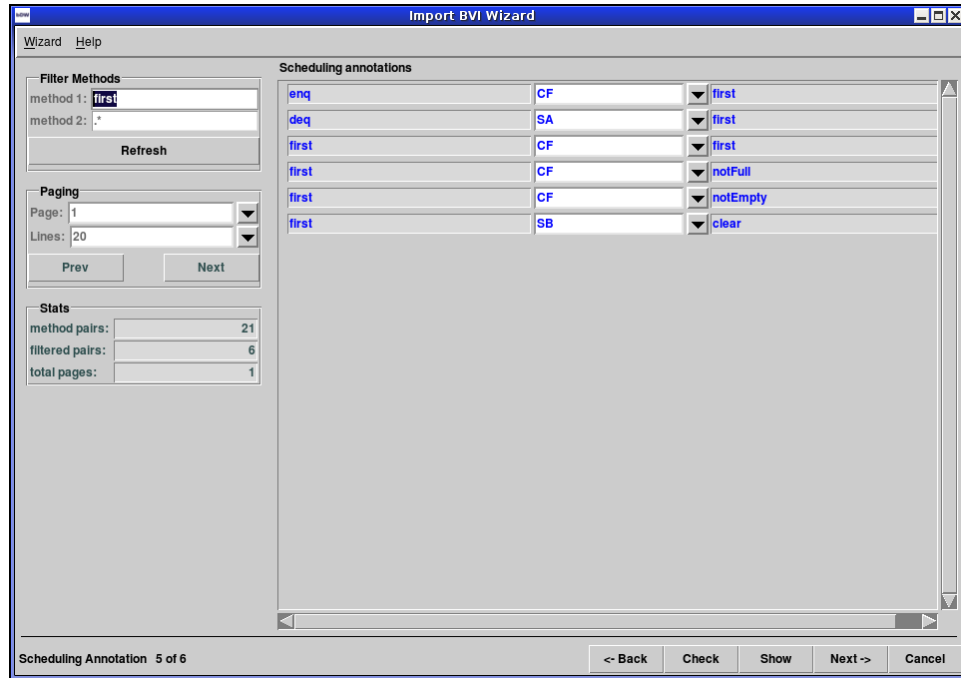 Import BVI Wizard
Wizard Help
Filter Methods
method 1: first
method 2: .*
Refresh
Paging
Page: 1
Lines: 20
Prev Next
Stats
method pairs: 21
filtered pairs: 6
total pages: 1
Scheduling annotations
enq CF first
deq SA first
first CF first
first CF notFull
first CF notEmpty
first SB clear
Scheduling Annotation 5 of 6
<- Back Check Show Next -> Cancel